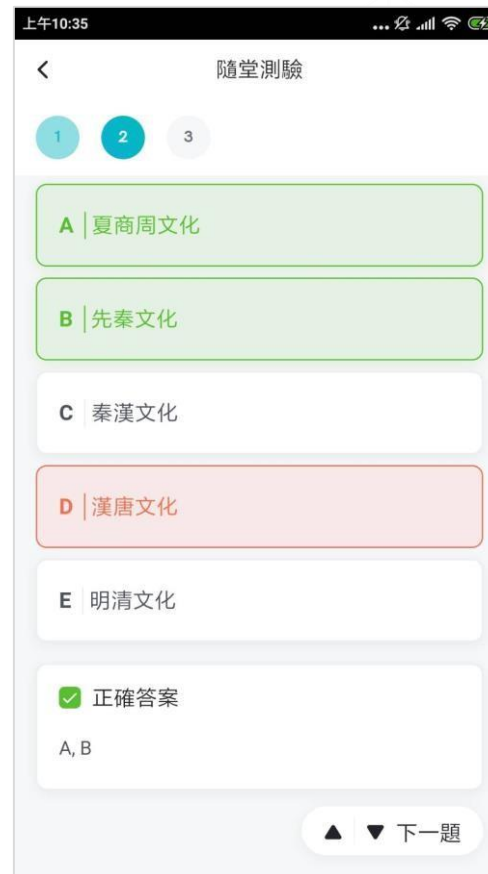 上午10:35
隨堂測驗
1 2 3
A 夏商周文化
B 先秦文化
C 秦漢文化
D 漢唐文化
E 明清文化
正確答案
A, B
▲ ▼ 下一題